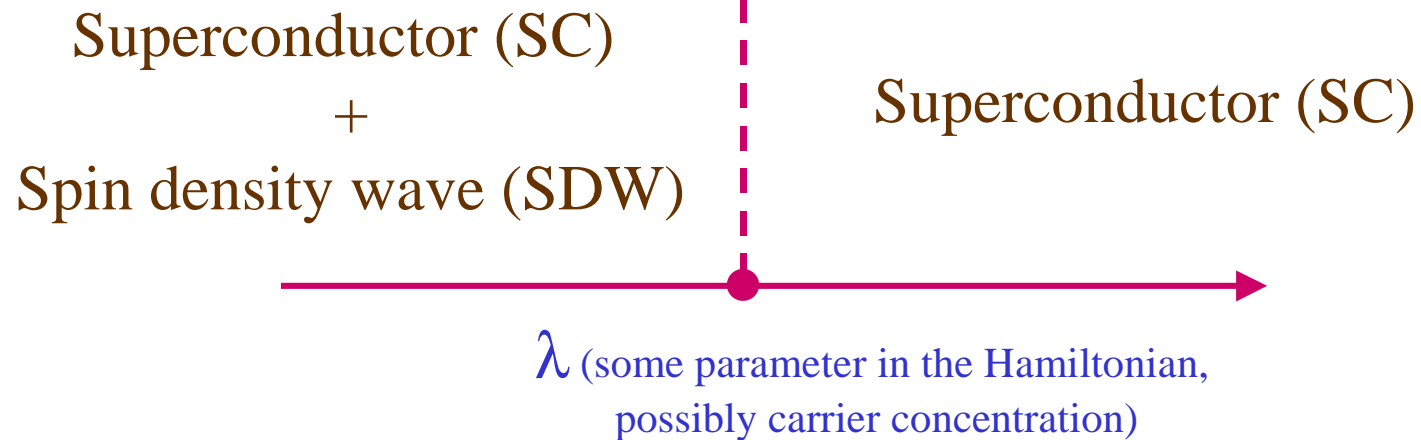 Superconductor (SC)
+
Spin density wave (SDW)
Superconductor (SC)
λ (some parameter in the Hamiltonian,
possibly carrier concentration)